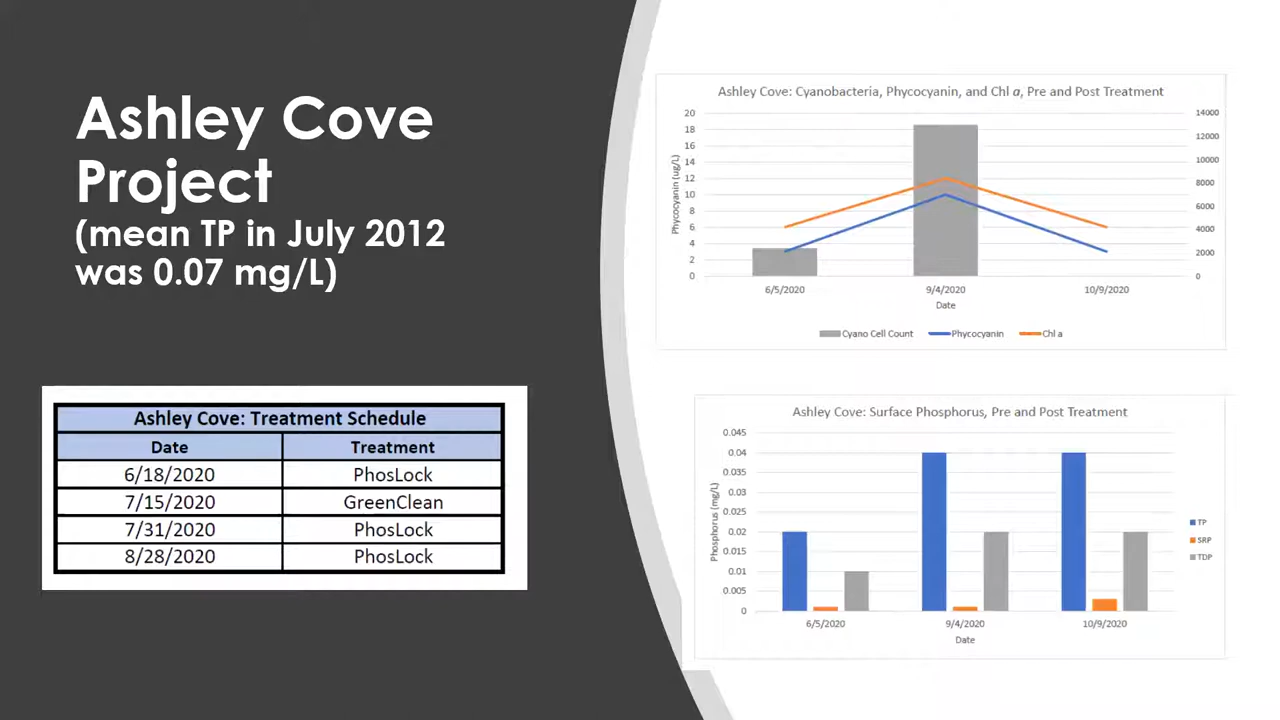 Ashley Cove
Project
(mean TP in July 2012
was 0.07 mg/L)
Ashley Cove: Treatment Schedule
Date Treatment
6/18/2020 PhosLock
7/15/2020 GreenClean
7/31/2020 PhosLock
8/28/2020 PhosLock
Ashley Cove: Cyanobacteria, Phycocyanin, and Chl a, Pre and Post Treatment
Phycocyanin (ug/L)
20
18
16
14
12
10
8
6
4
2
0
14000
12000
10000
8000
6000
4000
2000
0
6/5/2020 9/4/2020 10/9/2020
Date
Cyano Cell Count Phycocyanin Chl a
Ashley Cove: Surface Phosphorus, Pre and Post Treatment
Phosphorus (mg/L)
0.045
0.04
0.035
0.03
0.025
0.02
0.015
0.01
0.005
0
6/5/2020 9/4/2020 10/9/2020
Date
TP
SRP
TDP